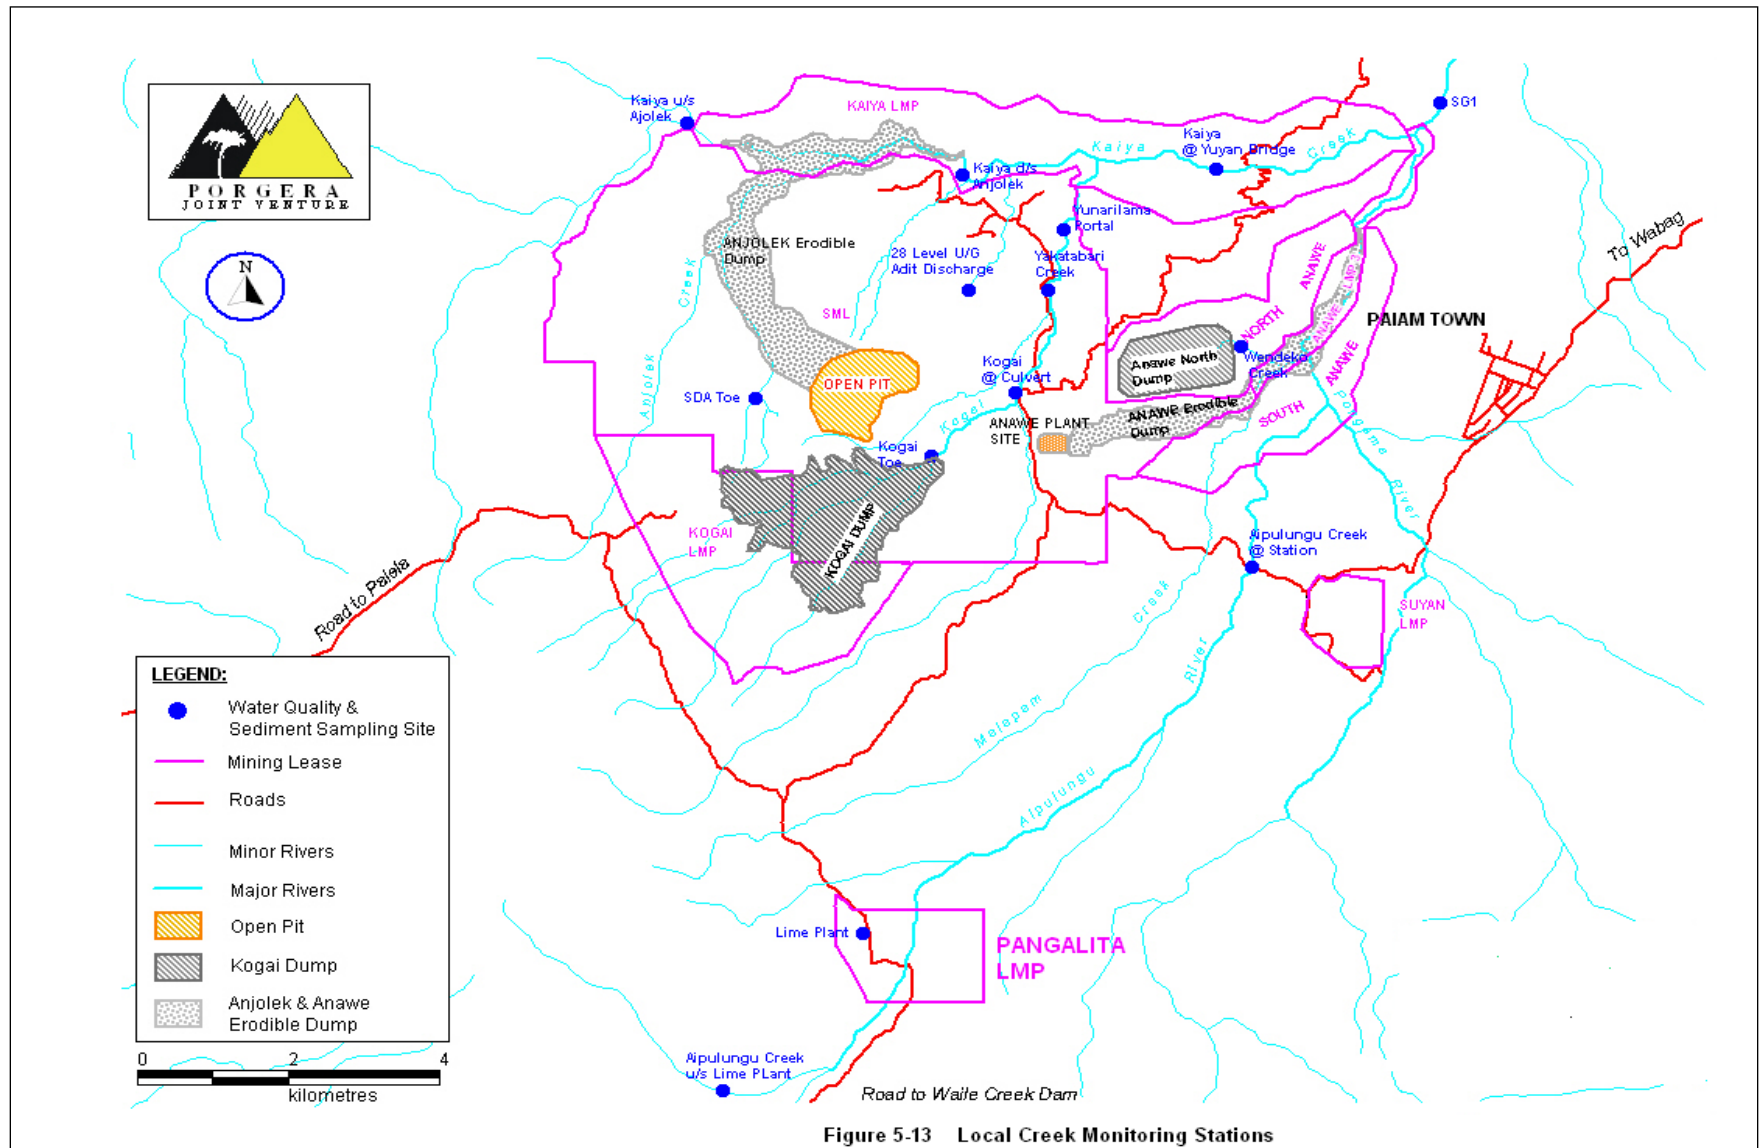 PORGERA
JOINT VENTURE
N
Kaiya u/s
Ajolek
KAIYA LMP
SG1
Kaiya
@ Yuyan Bridge
Kaiya
Creek
Kaiya d/s
Anjolek
Yunarilama
Portal
To Wabag
ANJOLEK Erodible
Dump
28 Level U/G
Adit Discharge
Yakatabari
Creek
ANAWE
LMP 3
ANAWE
Creek
SML
NORTH
PAIAM TOWN
Anjolek
OPEN PIT
Kogai
@ Culvert
Anawe North
Dump
Wendeko
Creek
ANAWE
SDA Toe
Kogai
ANAWE PLANT
SITE
ANAWE Erodible
Dump
SOUTH
Pongema
River
Kogai
Toe
KOGAI
LMP
KOGAI DUMP
Aipulungu Creek
@ Station
Road to Paiela
Creek
SUYAN
LMP
River
Malapam
Aipulungu
LEGEND:
Water Quality &
Sediment Sampling Site
Mining Lease
Roads
Minor Rivers
Major Rivers
Open Pit
Kogai Dump
Anjolek & Anawe
Erodible Dump
Lime Plant
PANGALITA
LMP
0 2 4
kilometres
Aipulungu Creek
u/s Lime PLant
Road to Waile Creek Dam
Figure 5-13 Local Creek Monitoring Stations